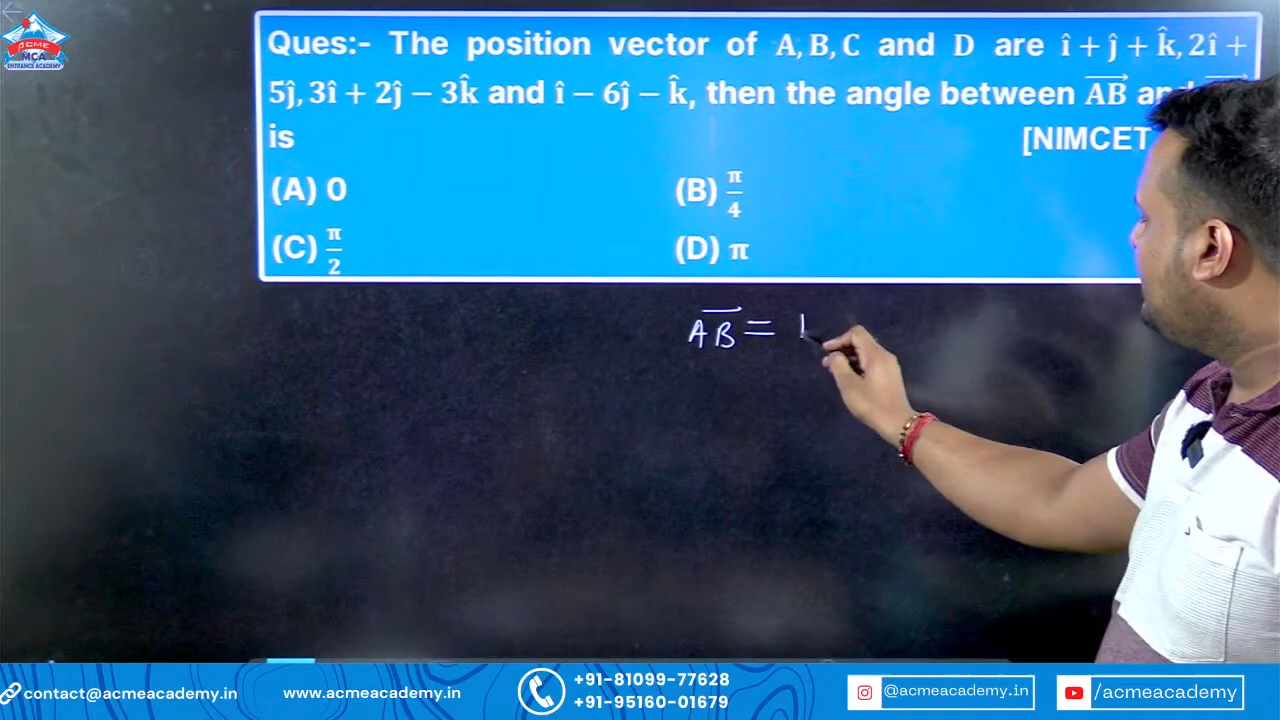 ACME
MCA
ENTRANCE ACADEMY
Ques:- The position vector of A, B, C and D are î + ĵ + k̂, 2î +
5ĵ, 3î + 2ĵ − 3k̂ and î − 6ĵ − k̂, then the angle between AB⃗
is [NIMCET
(A) 0 (B) π/4
(C) π/2 (D) π
AB⃗ = 1
contact@acmeacademy.in www.acmeacademy.in +91-81099-77628 @acmeacademy.in /acmeacademy
+91-95160-01679